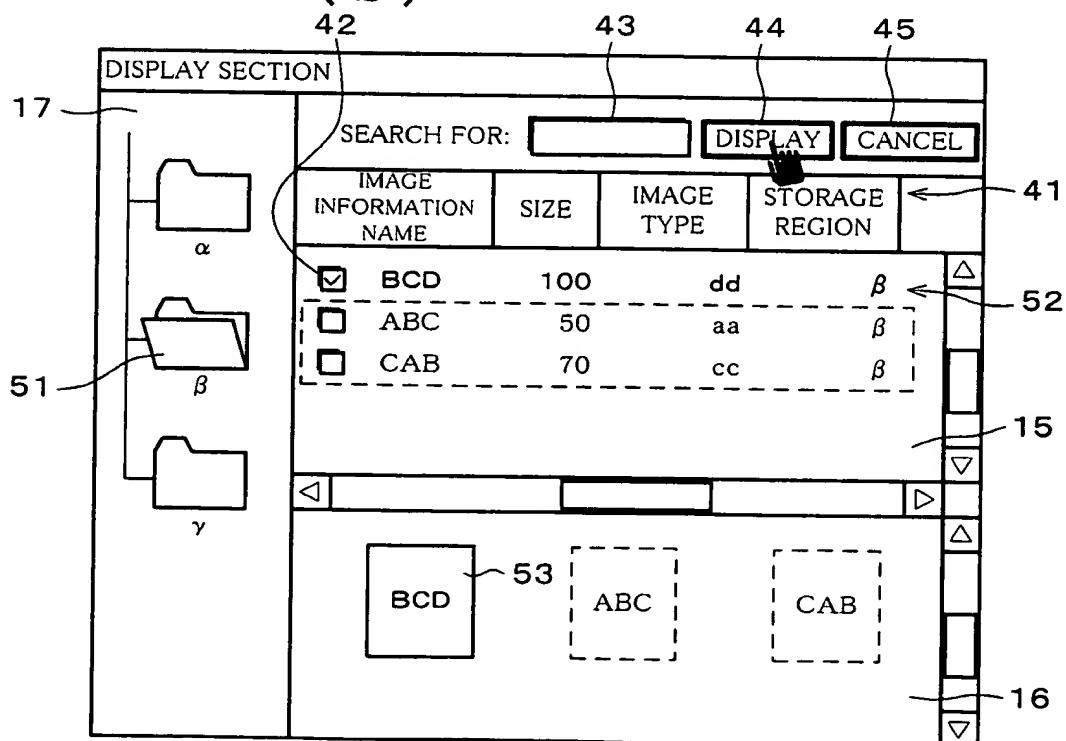 42 43 44 45
DISPLAY SECTION
17
SEARCH FOR: DISPLAY CANCEL
IMAGE INFORMATION NAME SIZE IMAGE TYPE STORAGE REGION 41
α
BCD 100 dd β 52
ABC 50 aa β
CAB 70 cc β
51
β
15
γ
BCD 53 ABC CAB
16